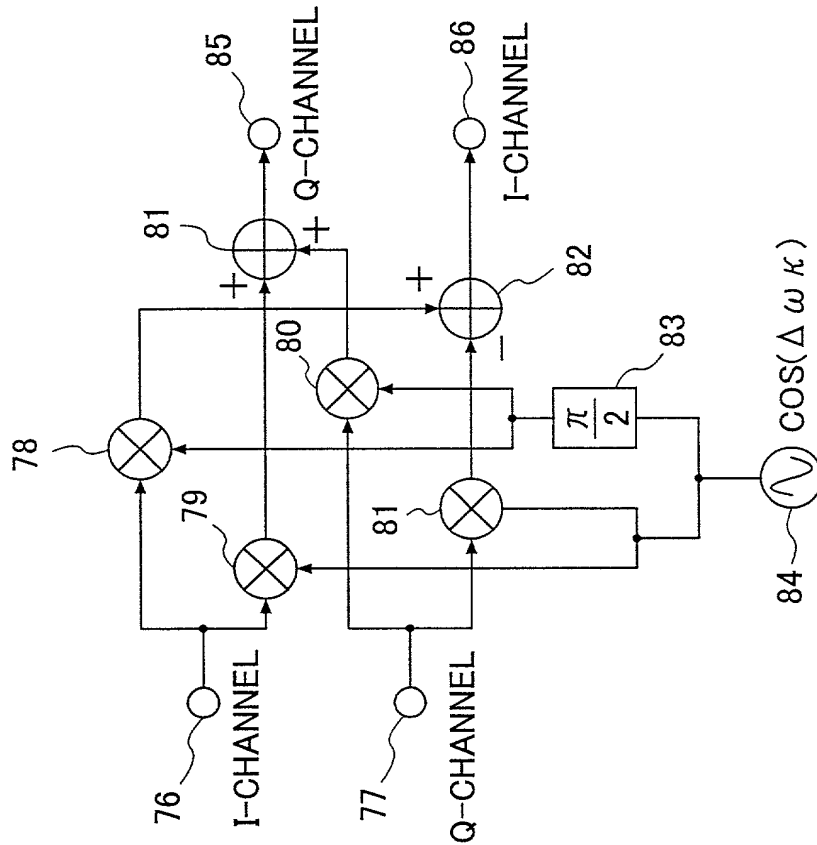 76
I-CHANNEL
77
Q-CHANNEL
78
79
80
81
81
+
+
+
−
82
π/2
83
84
COS(Δωκ)
85
Q-CHANNEL
86
I-CHANNEL